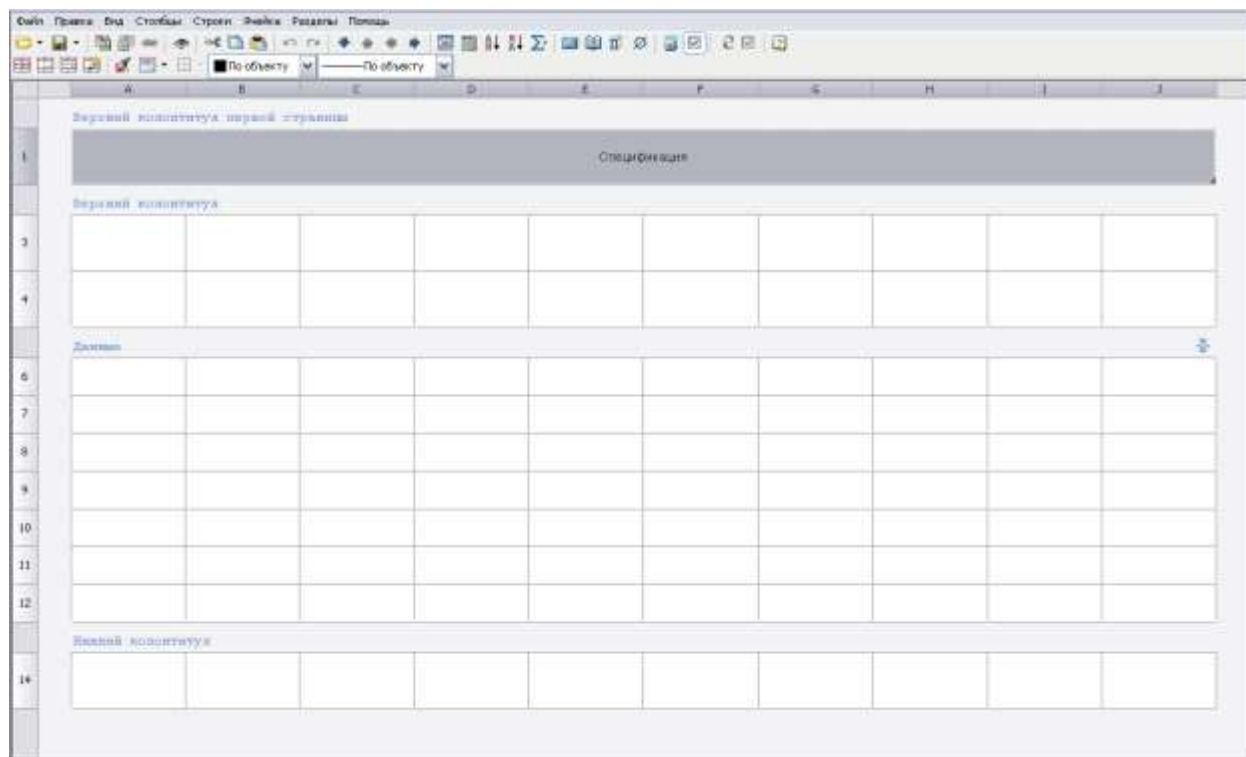 Файл Правка Вид Столбцы Строки Ячейка Разделы Помощь
По объекту По объекту
A B C D E F G H I J
Верхний колонтитул первой страницы
1 Спецификация
Верхний колонтитул
3
4
Данные
6
7
8
9
10
11
12
Нижний колонтитул
14